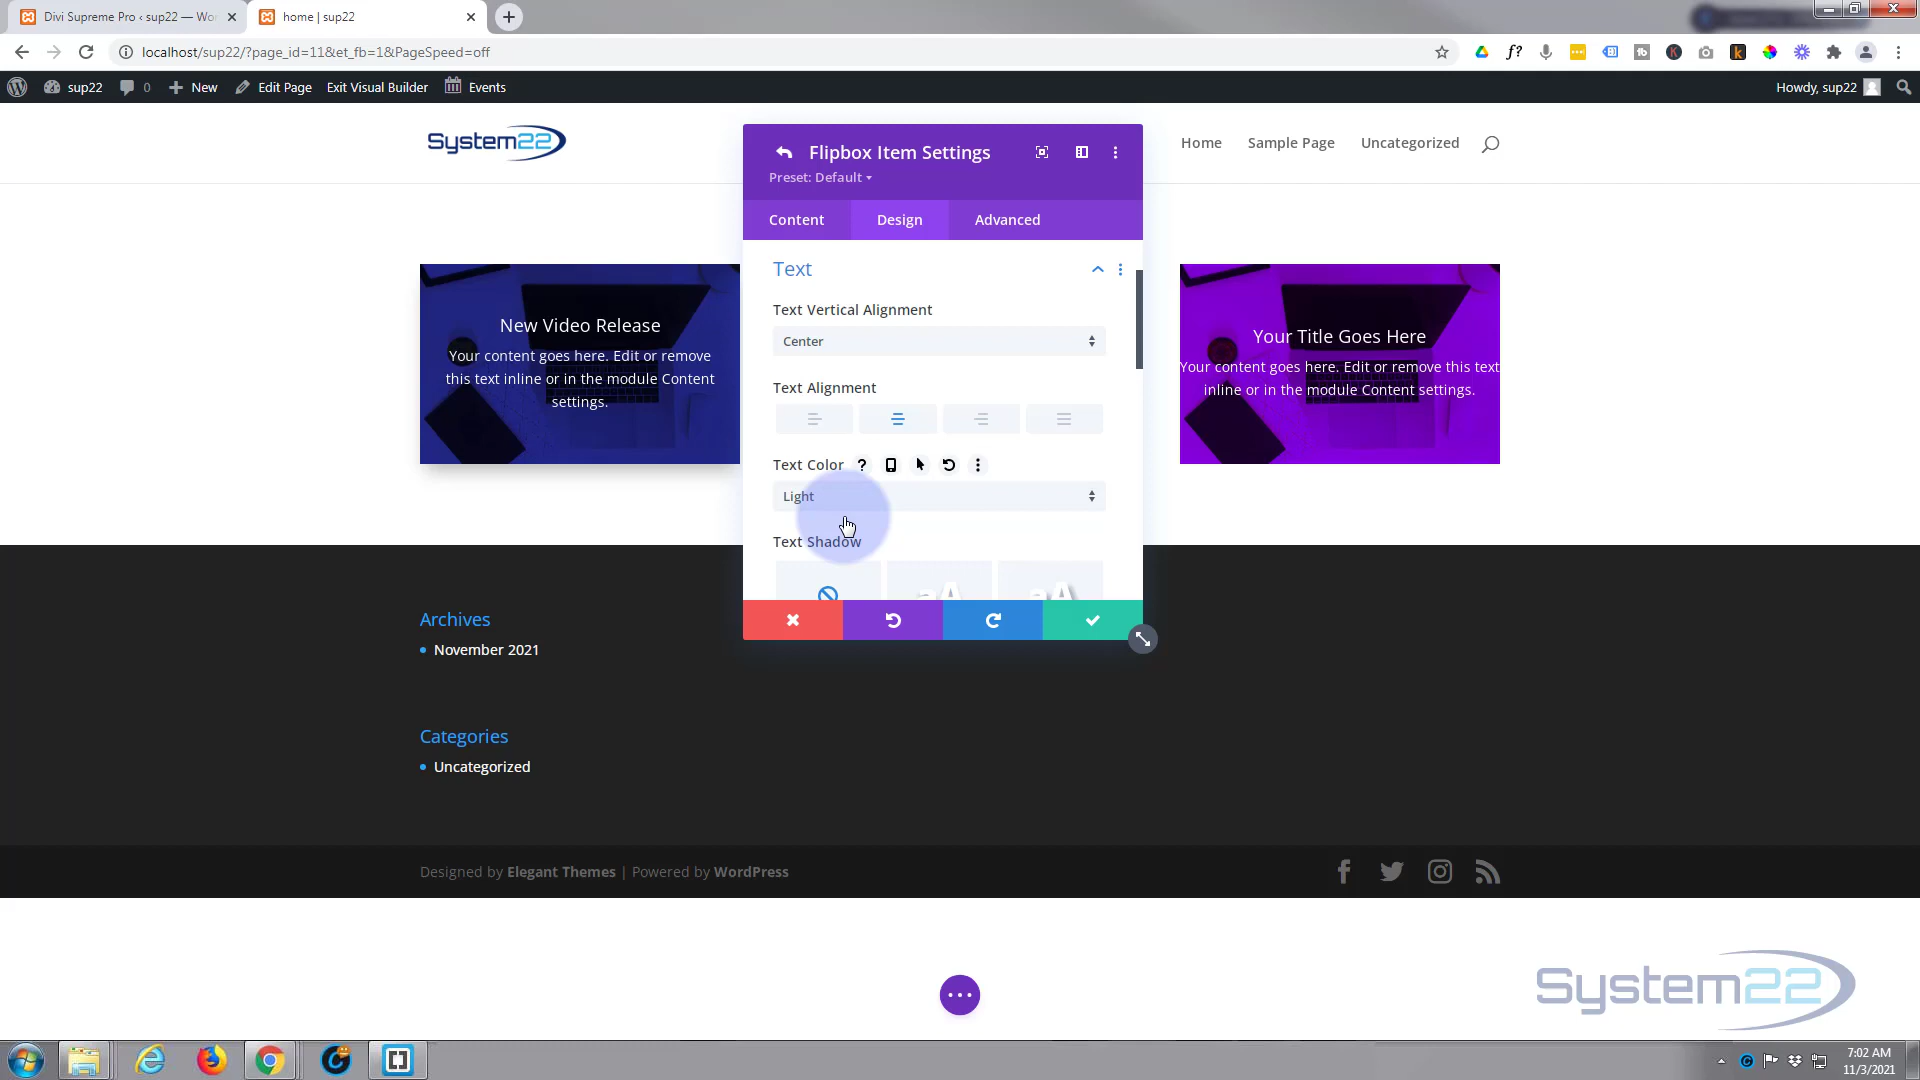 Divi Supreme Pro ‹ sup22 — Wor
home | sup22
localhost/sup22/?page_id=11&et_fb=1&PageSpeed=off
sup22
0
New
Edit Page
Exit Visual Builder
Events
Howdy, sup22
System22
Home
Sample Page
Uncategorized
Flipbox Item Settings
Preset: Default
Content
Design
Advanced
Text
Text Vertical Alignment
Center
Text Alignment
Text Color
Light
Text Shadow
aA
aA
New Video Release
Your content goes here. Edit or remove
this text inline or in the module Content
settings.
Your Title Goes Here
Your content goes here. Edit or remove this text
inline or in the module Content settings.
Archives
November 2021
Categories
Uncategorized
Designed by Elegant Themes | Powered by WordPress
System22
7:02 AM
11/3/2021